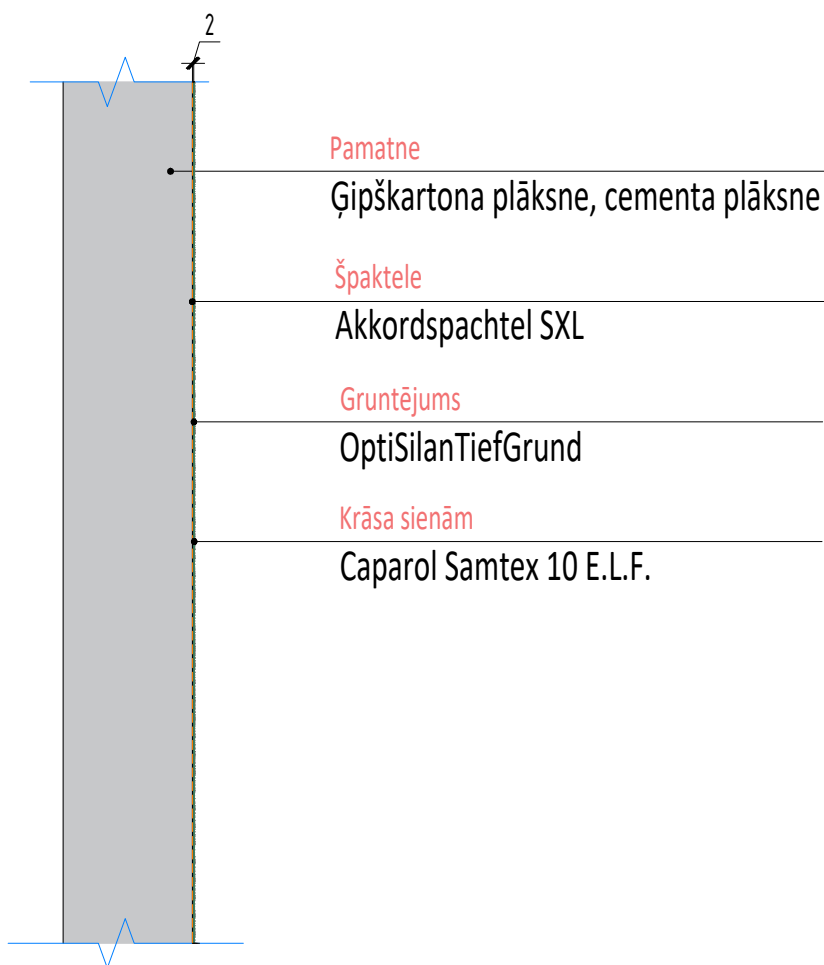 2
Pamatne
Ģipškartona plāksne, cementa plāksne
Špaktele
Akkordspachtel SXL
Gruntējums
OptiSilanTiefGrund
Krāsa sienām
Caparol Samtex 10 E.L.F.